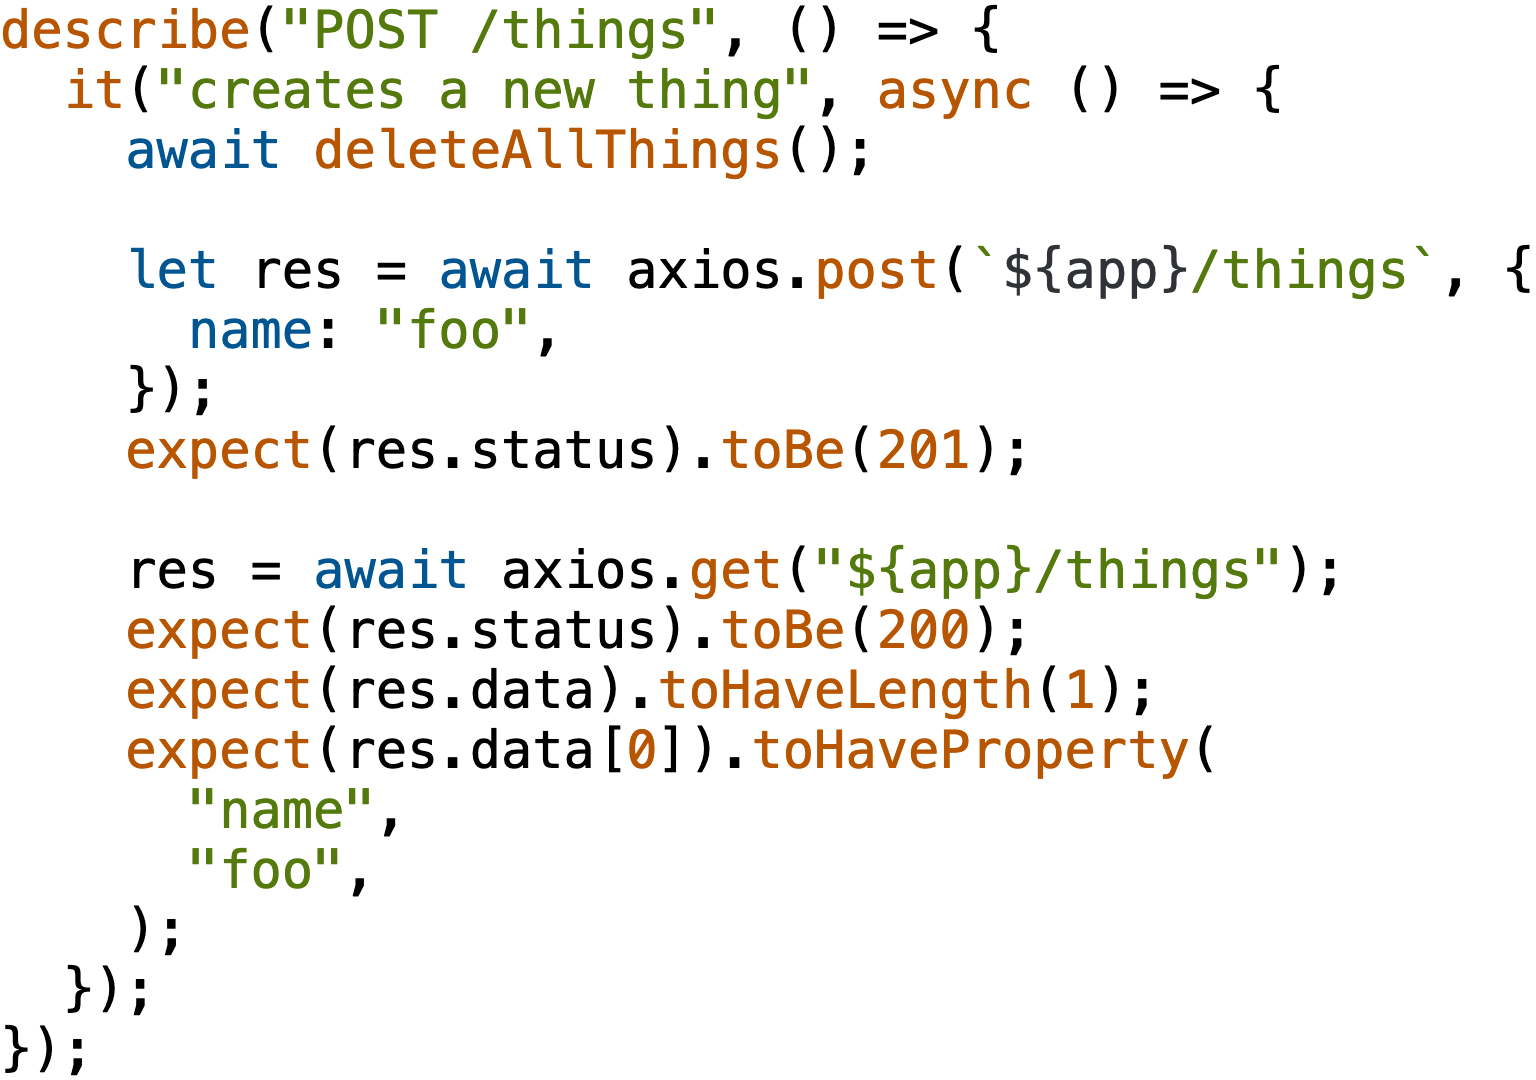 describe("POST /things", () => {
  it("creates a new thing", async () => {
    await deleteAllThings();

    let res = await axios.post(`${app}/things`, {
      name: "foo",
    });
    expect(res.status).toBe(201);

    res = await axios.get("${app}/things");
    expect(res.status).toBe(200);
    expect(res.data).toHaveLength(1);
    expect(res.data[0]).toHaveProperty(
      "name",
      "foo",
    );
  });
});